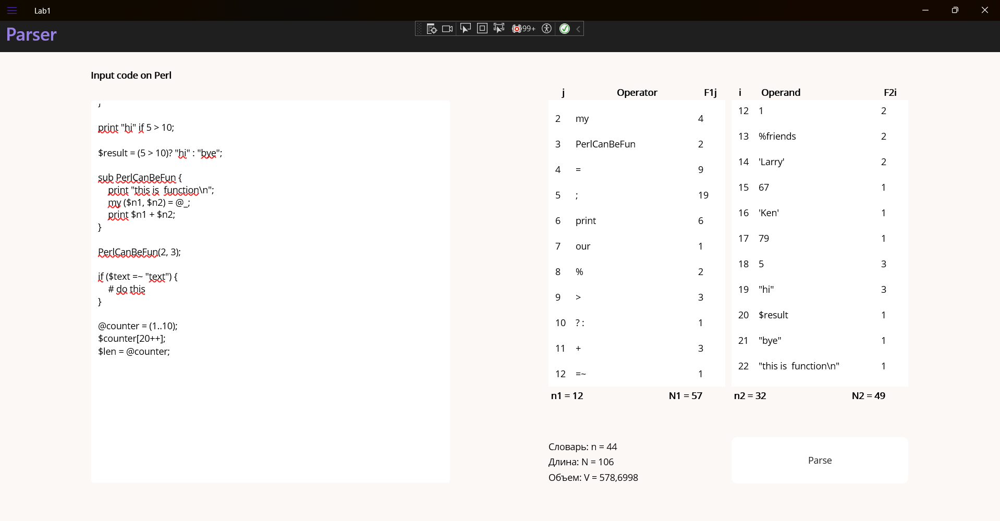 Lab1
Parser
99+
Input code on Perl
}
print "hi" if 5 > 10;
$result = (5 > 10)? "hi" : "bye";
sub PerlCanBeFun {
print "this is  function\n";
my ($n1, $n2) = @_;
print $n1 + $n2;
}
PerlCanBeFun(2, 3);
if ($text =~ "text") {
# do this
}
@counter = (1..10);
$counter[20++];
$len = @counter;
j Operator F1j
2 my 4
3 PerlCanBeFun 2
4 = 9
5 ; 19
6 print 6
7 our 1
8 % 2
9 > 3
10 ? : 1
11 + 3
12 =~ 1
n1 = 12 N1 = 57
i Operand F2i
12 1 2
13 %friends 2
14 'Larry' 2
15 67 1
16 'Ken' 1
17 79 1
18 5 3
19 "hi" 3
20 $result 1
21 "bye" 1
22 "this is  function\n" 1
n2 = 32 N2 = 49
Словарь: n = 44
Длина: N = 106
Объем: V = 578,6998
Parse